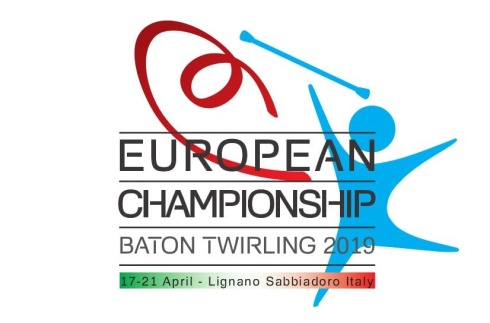 EUROPEAN
CHAMPIONSHIP
BATON TWIRLING 2019
17-21 April - Lignano Sabbiadoro Italy